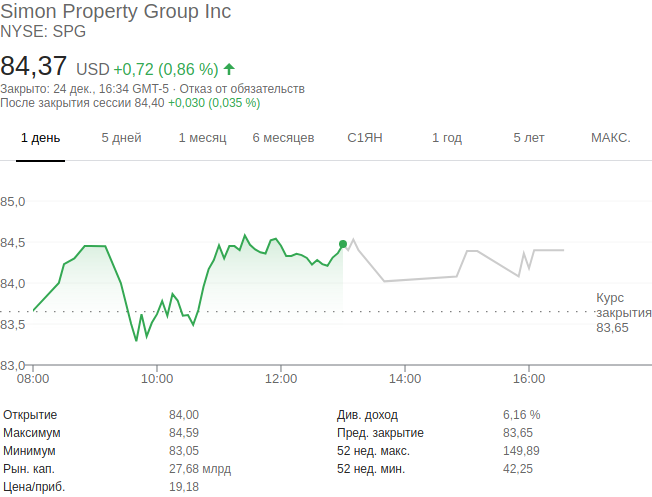 Simon Property Group Inc
NYSE: SPG
84,37 USD +0,72 (0,86 %)
Закрыто: 24 дек., 16:34 GMT-5 · Отказ от обязательств
После закрытия сессии 84,40 +0,030 (0,035 %)
1 день 5 дней 1 месяц 6 месяцев С1ЯН 1 год 5 лет МАКС.
85,0
84,5
84,0
83,5
83,0
Курс
закрытия
83,65
08:00 10:00 12:00 14:00 16:00
Открытие 84,00 Див. доход 6,16 %
Максимум 84,59 Пред. закрытие 83,65
Минимум 83,05 52 нед. макс. 149,89
Рын. кап. 27,68 млрд 52 нед. мин. 42,25
Цена/приб. 19,18